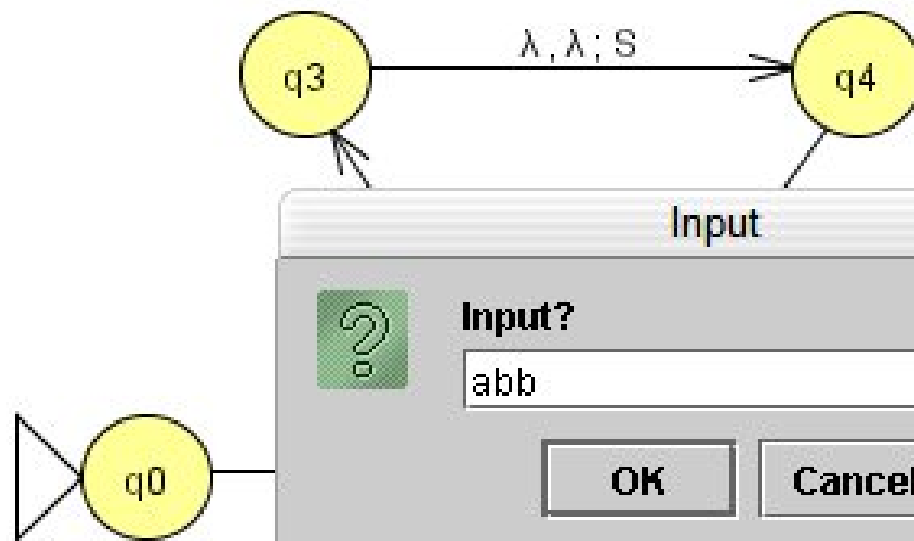 λ , λ ; S
q3
q4
Input
Input?
abb
q0
OK
Cancel